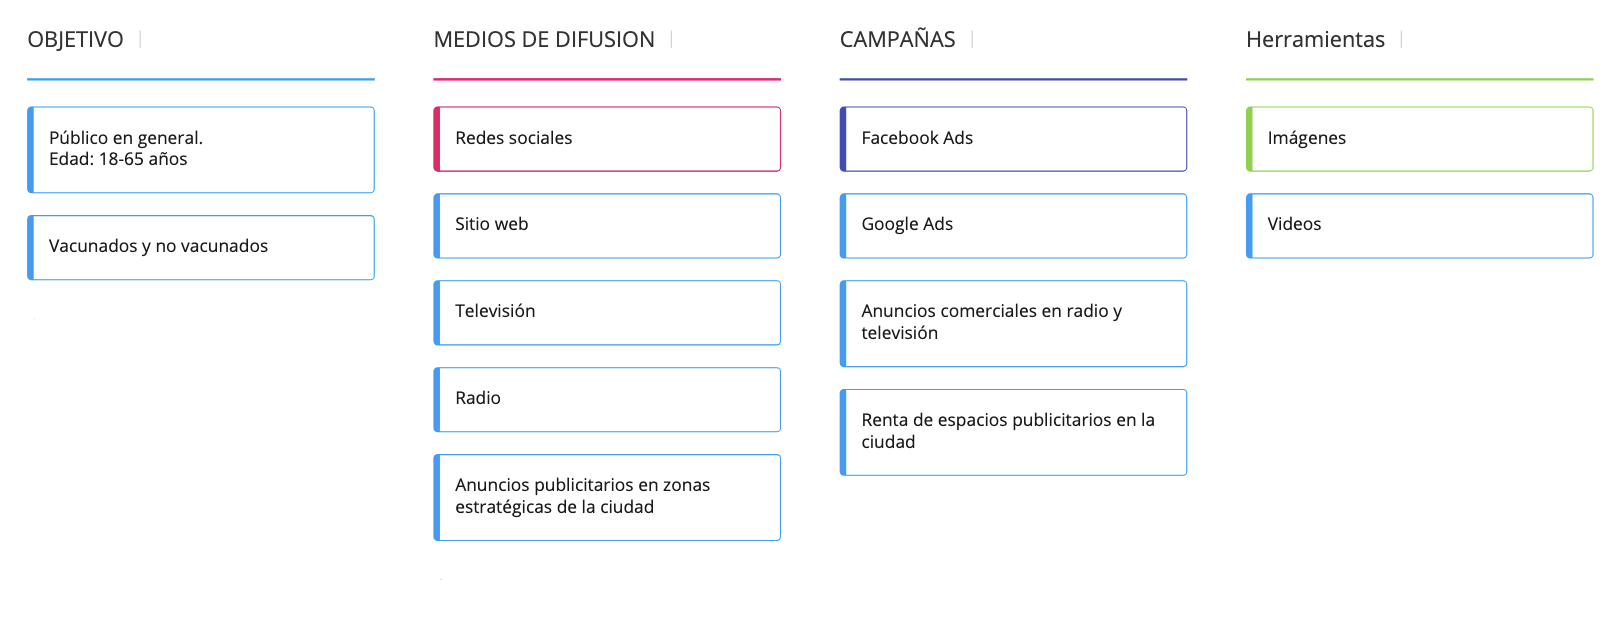 OBJETIVO
Público en general.
Edad: 18-65 años
Vacunados y no vacunados
MEDIOS DE DIFUSION
Redes sociales
Sitio web
Televisión
Radio
Anuncios publicitarios en zonas
estratégicas de la ciudad
CAMPAÑAS
Facebook Ads
Google Ads
Anuncios comerciales en radio y
televisión
Renta de espacios publicitarios en la
ciudad
Herramientas
Imágenes
Videos